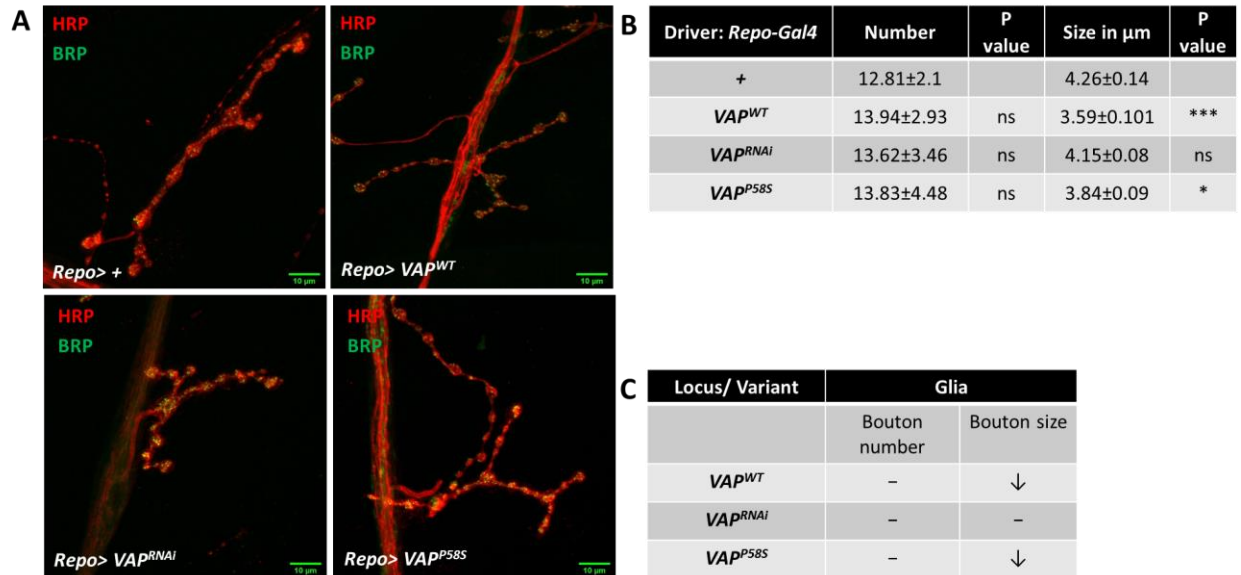 A
HRP
BRP
Repo> +
10 μm
HRP
BRP
Repo> VAP^WT
10 μm
HRP
BRP
Repo> VAP^RNAi
10 μm
HRP
BRP
Repo> VAP^P58S
10 μm
B
Driver: Repo-Gal4 Number P value Size in μm P value
+ 12.81±2.1 4.26±0.14
VAP^WT 13.94±2.93 ns 3.59±0.101 ***
VAP^RNAi 13.62±3.46 ns 4.15±0.08 ns
VAP^P58S 13.83±4.48 ns 3.84±0.09 *
C
Locus/ Variant Glia
Bouton number Bouton size
VAP^WT – ↓
VAP^RNAi – –
VAP^P58S – ↓